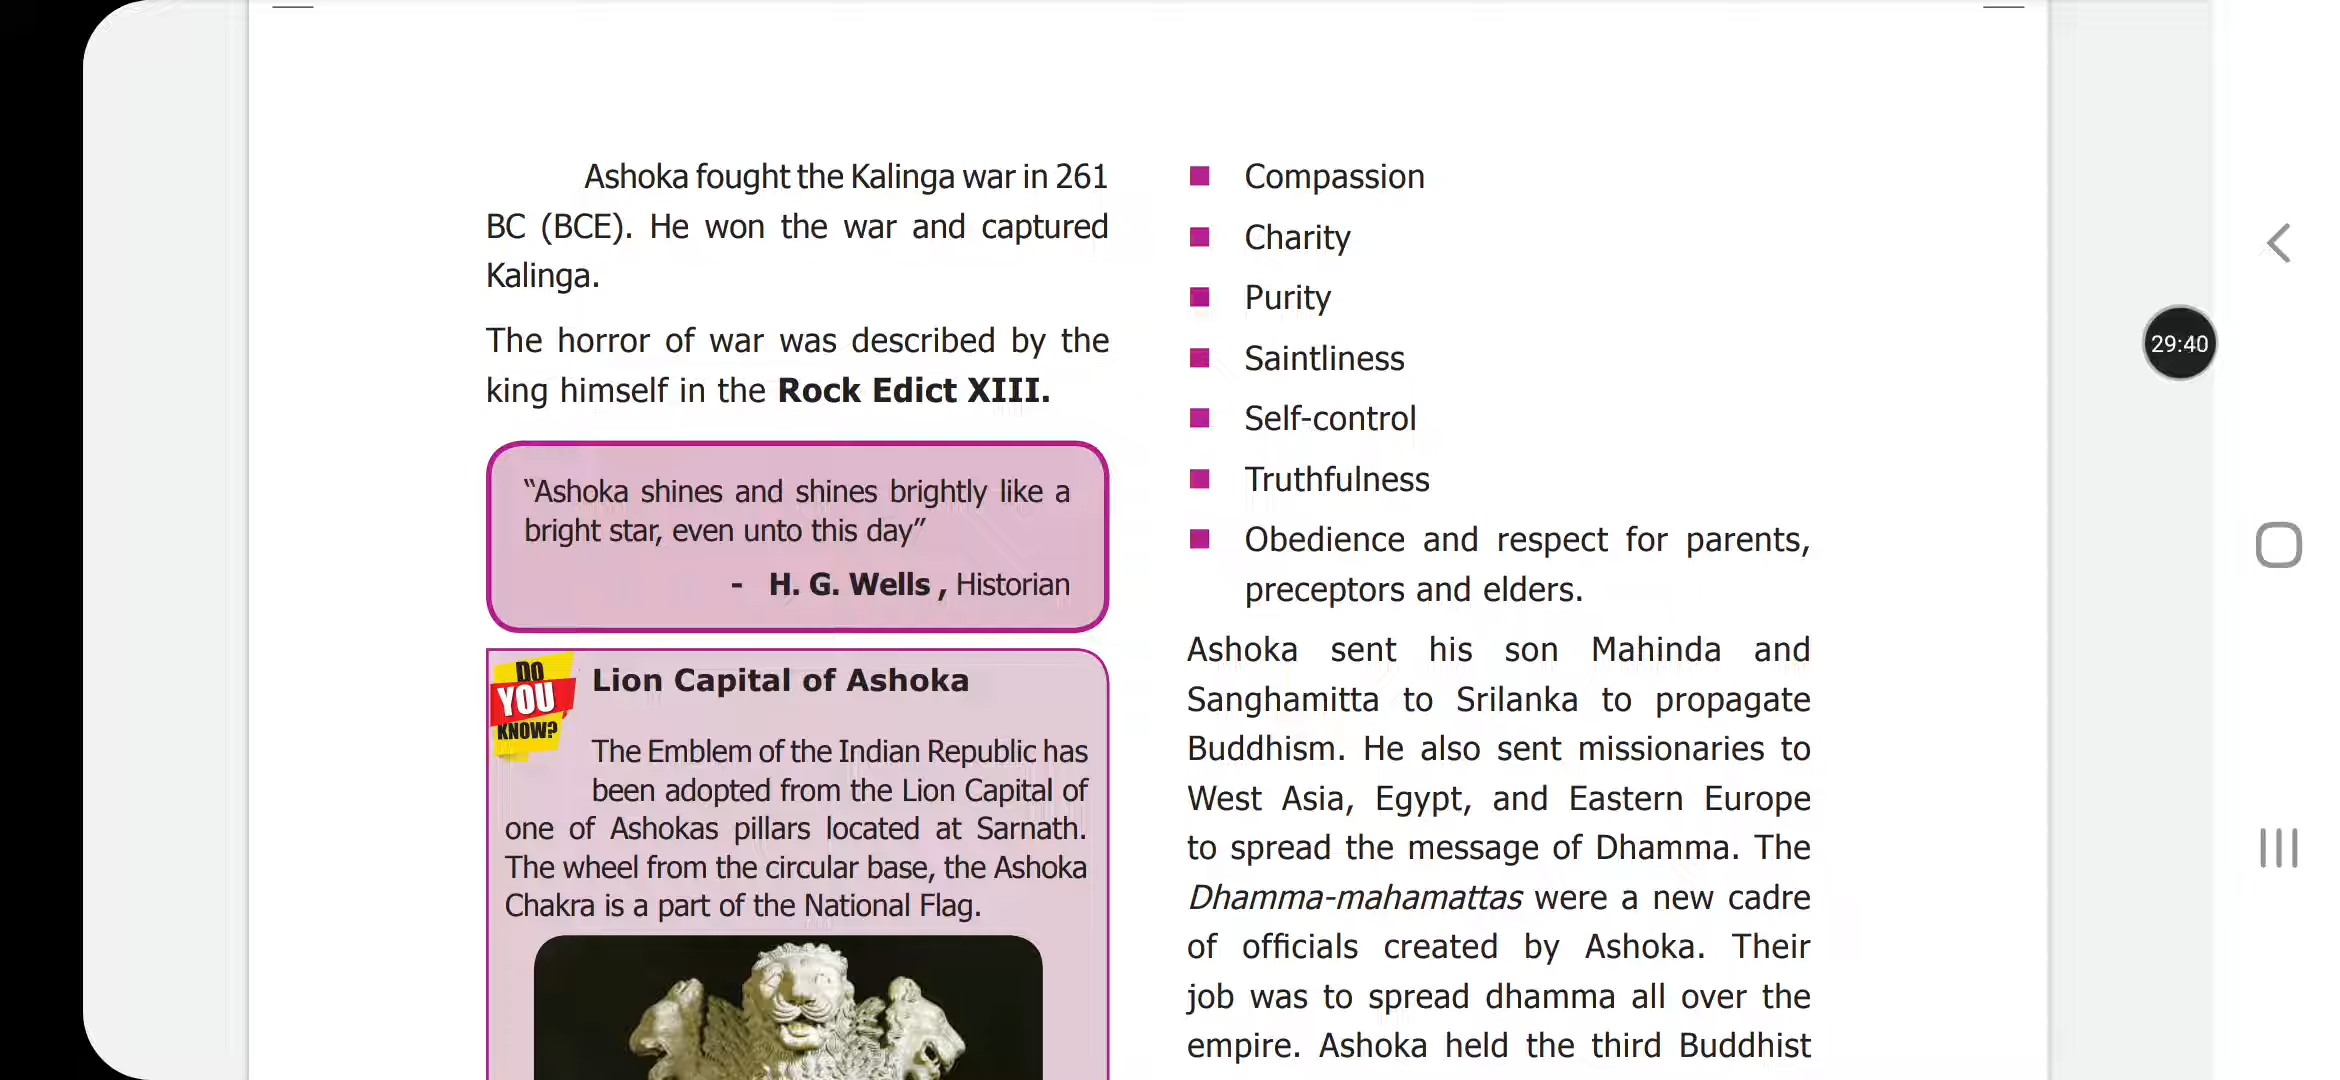 Ashoka fought the Kalinga war in 261
BC (BCE). He won the war and captured
Kalinga.
The horror of war was described by the
king himself in the Rock Edict XIII.
“Ashoka shines and shines brightly like a
bright star, even unto this day”
- H. G. Wells , Historian
DO
YOU
KNOW?
Lion Capital of Ashoka
The Emblem of the Indian Republic has
been adopted from the Lion Capital of
one of Ashokas pillars located at Sarnath.
The wheel from the circular base, the Ashoka
Chakra is a part of the National Flag.
■ Compassion
■ Charity
■ Purity
■ Saintliness
■ Self-control
■ Truthfulness
■ Obedience and respect for parents,
preceptors and elders.
Ashoka sent his son Mahinda and
Sanghamitta to Srilanka to propagate
Buddhism. He also sent missionaries to
West Asia, Egypt, and Eastern Europe
to spread the message of Dhamma. The
Dhamma-mahamattas were a new cadre
of officials created by Ashoka. Their
job was to spread dhamma all over the
empire. Ashoka held the third Buddhist
29:40